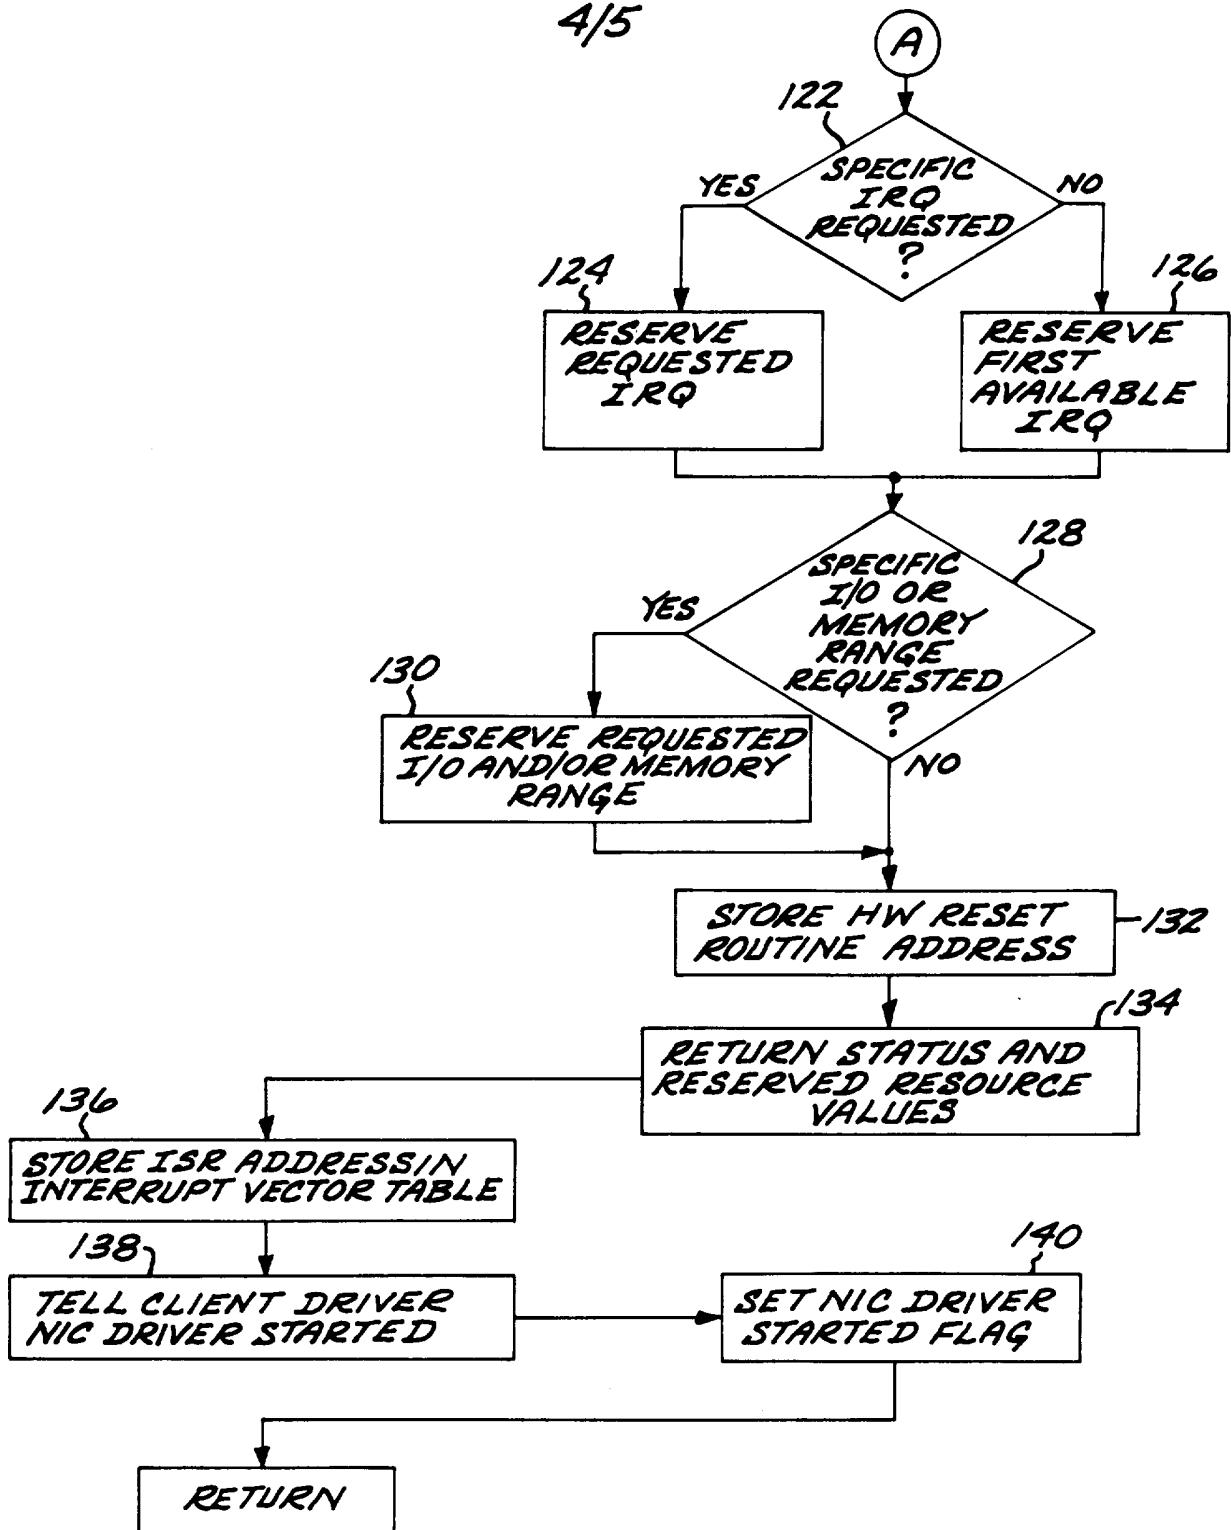 4/5
A
122
SPECIFIC
IRQ
REQUESTED
?
YES
NO
124
RESERVE
REQUESTED
IRQ
126
RESERVE
FIRST
AVAILABLE
IRQ
128
SPECIFIC
I/O OR
MEMORY
RANGE
REQUESTED
?
YES
NO
130
RESERVE REQUESTED
I/O AND/OR MEMORY
RANGE
STORE HW RESET
ROUTINE ADDRESS
132
134
RETURN STATUS AND
RESERVED RESOURCE
VALUES
136
STORE ISR ADDRESS IN
INTERRUPT VECTOR TABLE
138
TELL CLIENT DRIVER
NIC DRIVER STARTED
140
SET NIC DRIVER
STARTED FLAG
RETURN